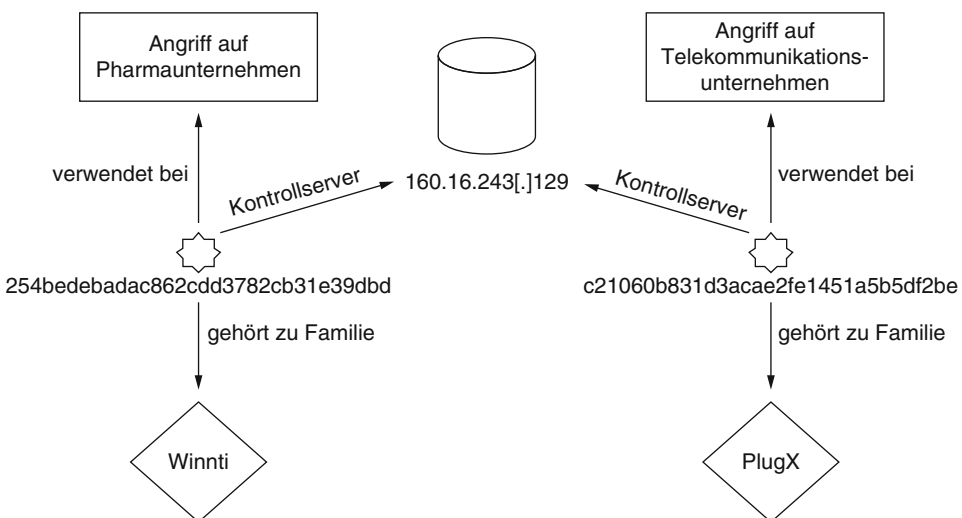 Angriff auf
Pharmaunternehmen
Angriff auf
Telekommunikations-
unternehmen
verwendet bei
Kontrollserver
160.16.243[.]129
Kontrollserver
verwendet bei
254bedebadac862cdd3782cb31e39dbd
c21060b831d3acae2fe1451a5b5df2be
gehört zu Familie
gehört zu Familie
Winnti
PlugX